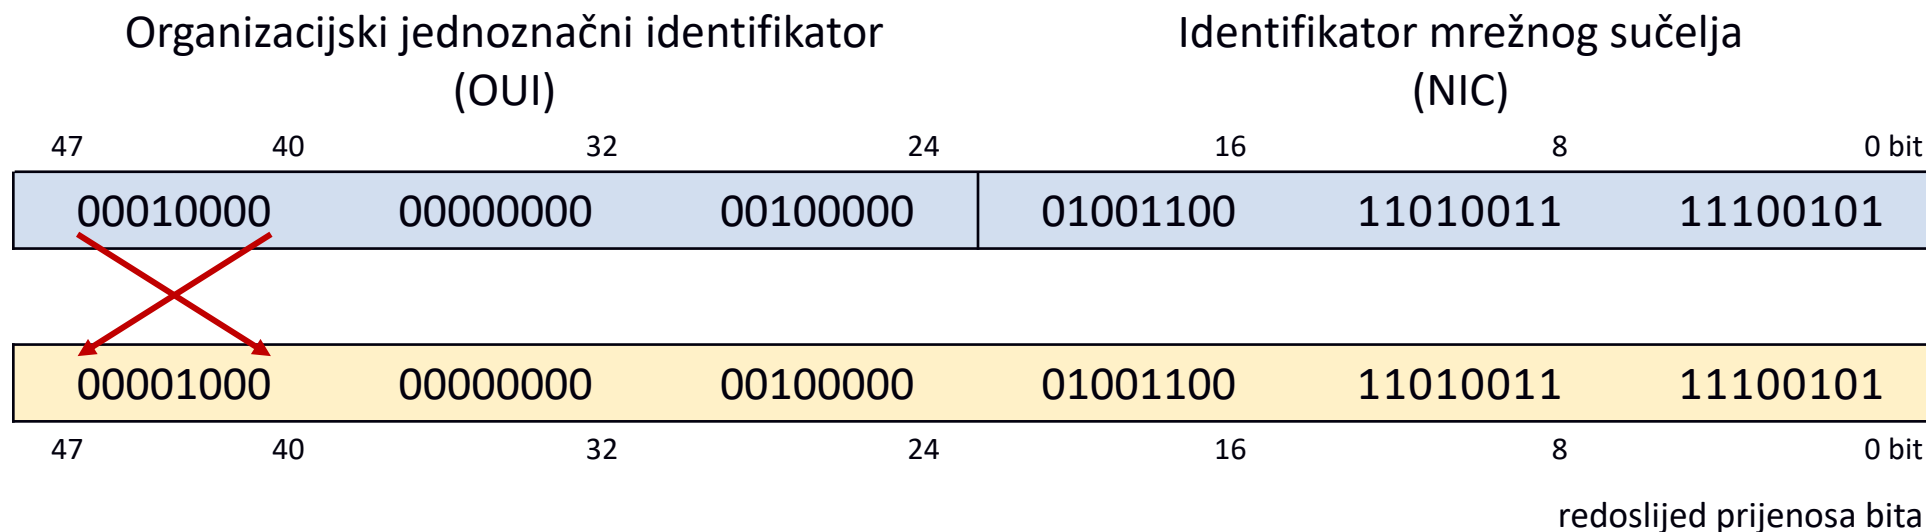 Organizacijski jednoznačni identifikator
(OUI)
Identifikator mrežnog sučelja
(NIC)
47 40 32 24 16 8 0 bit
00010000 00000000 00100000 01001100 11010011 11100101
00001000 00000000 00100000 01001100 11010011 11100101
47 40 32 24 16 8 0 bit
redoslijed prijenosa bita